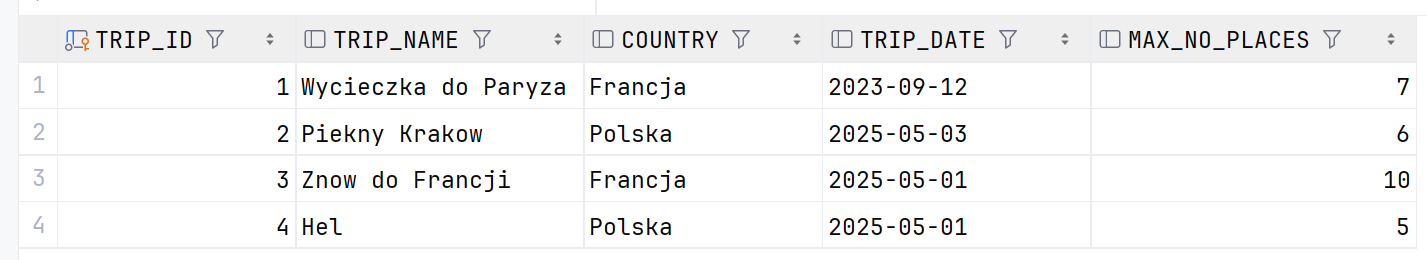 TRIP_ID TRIP_NAME COUNTRY TRIP_DATE MAX_NO_PLACES
1 1 Wycieczka do Paryza Francja 2023-09-12 7
2 2 Piekny Krakow Polska 2025-05-03 6
3 3 Znow do Francji Francja 2025-05-01 10
4 4 Hel Polska 2025-05-01 5